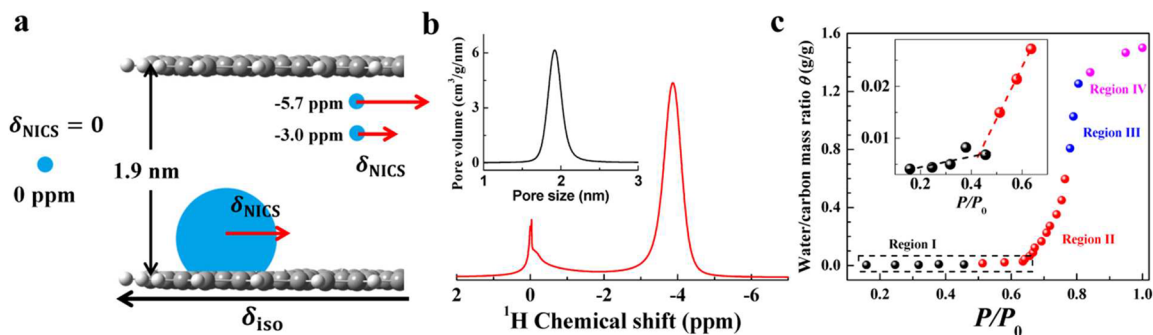 a
δNICS = 0
0 ppm
1.9 nm
-5.7 ppm
-3.0 ppm
δNICS
δNICS
δiso
b
Pore volume (cm³/g/nm)
6
4
2
0
1
2
3
Pore size (nm)
2
0
-2
-4
-6
¹H Chemical shift (ppm)
c
Water/carbon mass ratio θ (g/g)
1.6
1.2
0.8
0.4
0.0
0.02
0.01
0.2
0.4
0.6
P/P₀
Region IV
Region III
Region II
Region I
0.2
0.4
0.6
0.8
1.0
P/P₀